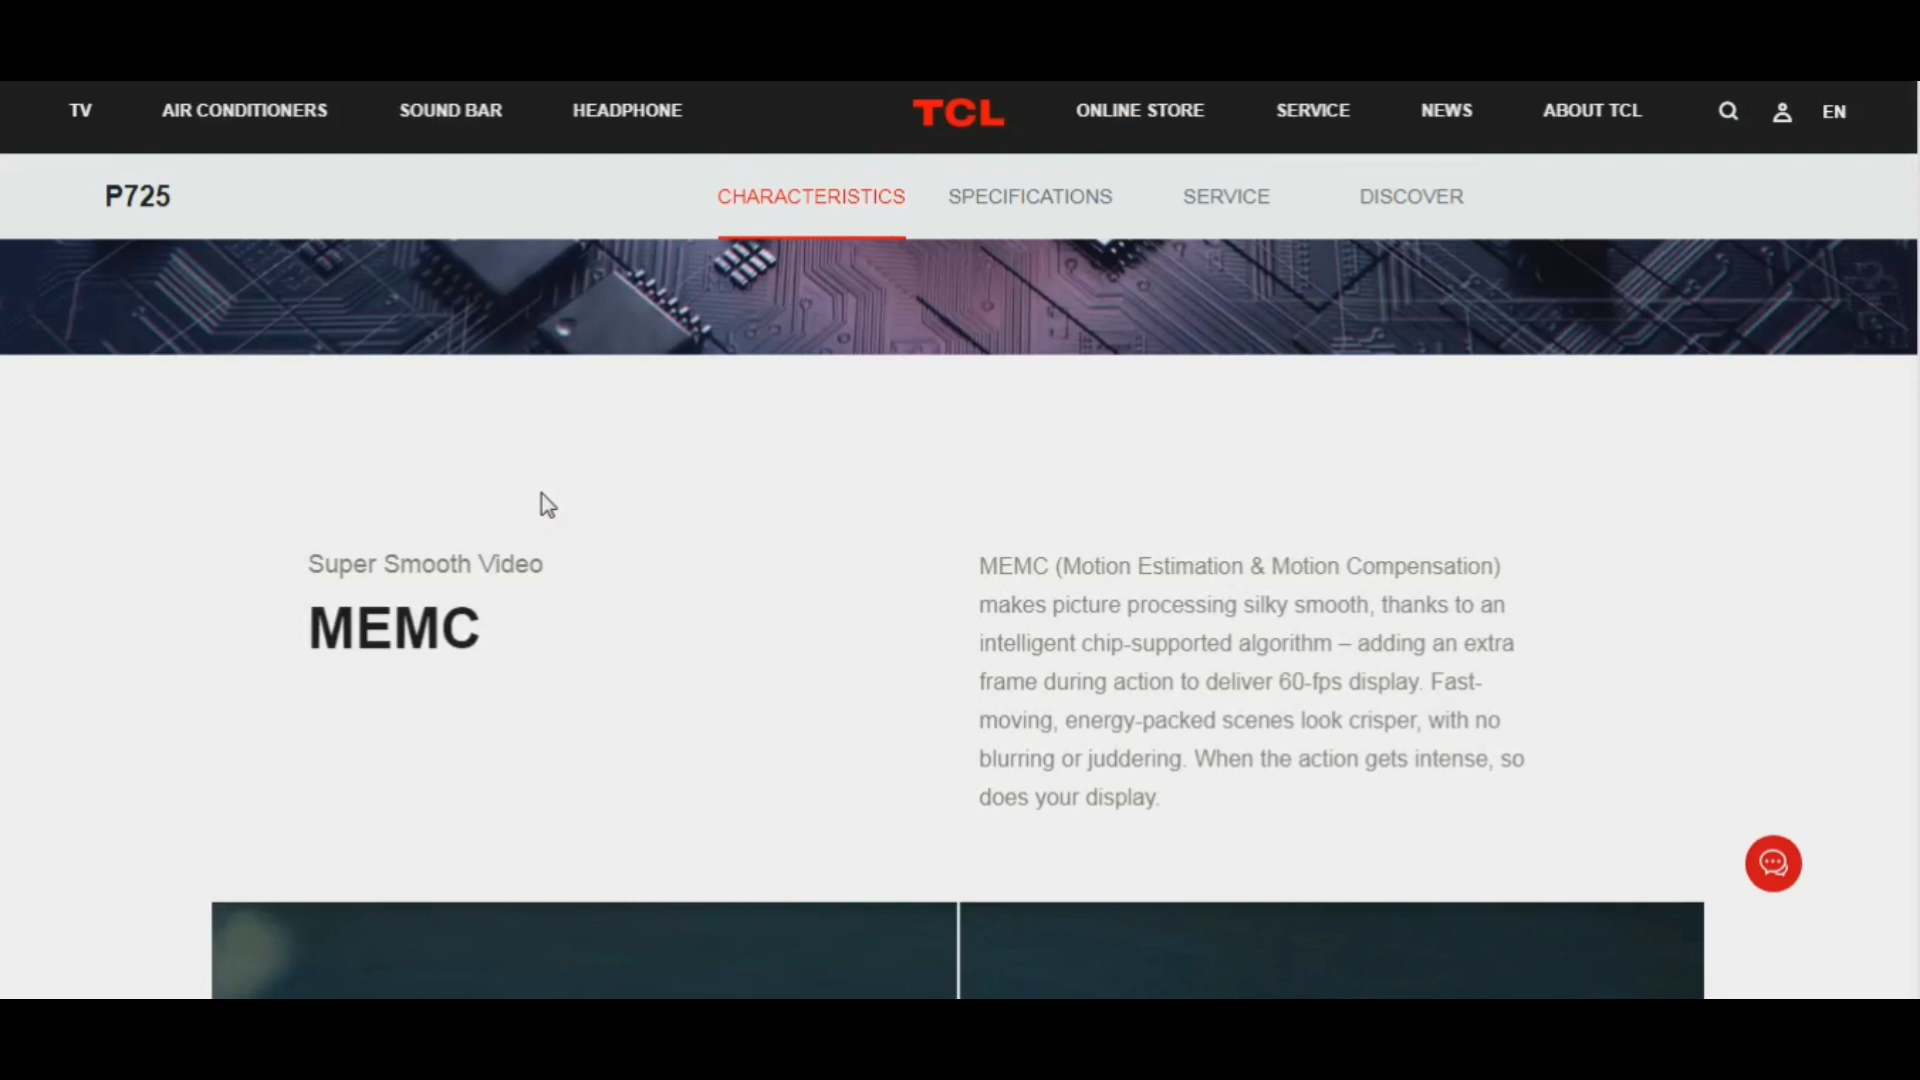 TV AIR CONDITIONERS SOUND BAR HEADPHONE TCL ONLINE STORE SERVICE NEWS ABOUT TCL EN
P725 CHARACTERISTICS SPECIFICATIONS SERVICE DISCOVER
Super Smooth Video
MEMC
MEMC (Motion Estimation & Motion Compensation)
makes picture processing silky smooth, thanks to an
intelligent chip-supported algorithm – adding an extra
frame during action to deliver 60-fps display. Fast-
moving, energy-packed scenes look crisper, with no
blurring or juddering. When the action gets intense, so
does your display.